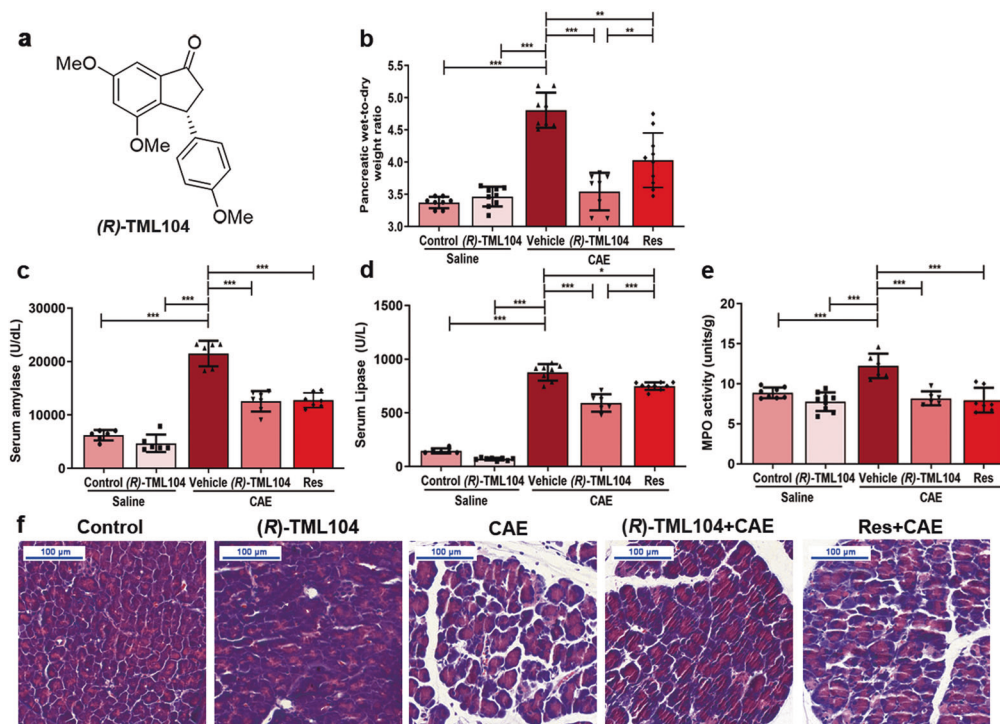 a
MeO
O
OMe
OMe
(R)-TML104
b
**
***
***
**
***
Pancreatic wet-to-dry
weight ratio
5.5
5.0
4.5
4.0
3.5
3.0
Control (R)-TML104 Vehicle (R)-TML104 Res
Saline CAE
c
***
***
***
***
Serum amylase (U/dL)
30000
20000
10000
0
Control (R)-TML104 Vehicle (R)-TML104 Res
Saline CAE
d
*
***
***
***
***
Serum Lipase (U/L)
1500
1000
500
0
Control (R)-TML104 Vehicle (R)-TML104 Res
Saline CAE
e
***
***
***
***
MPO activity (units/g)
20
15
10
5
0
Control (R)-TML104 Vehicle (R)-TML104 Res
Saline CAE
f
Control (R)-TML104 CAE (R)-TML104+CAE Res+CAE
100 µm 100 µm 100 µm 100 µm 100 µm